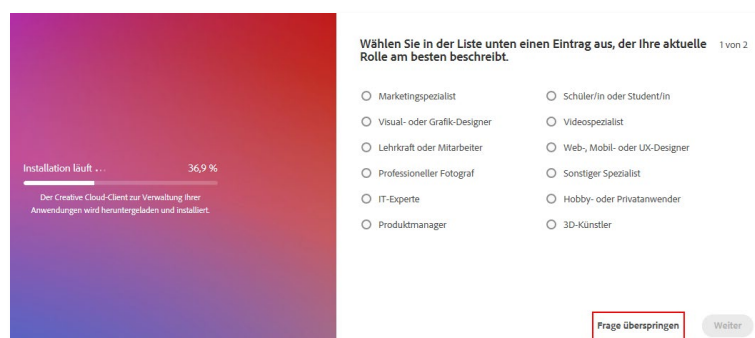 Installation läuft ... 36,9 %
Der Creative Cloud-Client zur Verwaltung Ihrer
Anwendungen wird heruntergeladen und installiert.
Wählen Sie in der Liste unten einen Eintrag aus, der Ihre aktuelle 1 von 2
Rolle am besten beschreibt.
Marketingspezialist Schüler/in oder Student/in
Visual- oder Grafik-Designer Videospezialist
Lehrkraft oder Mitarbeiter Web-, Mobil- oder UX-Designer
Professioneller Fotograf Sonstiger Spezialist
IT-Experte Hobby- oder Privatanwender
Produktmanager 3D-Künstler
Frage überspringen Weiter